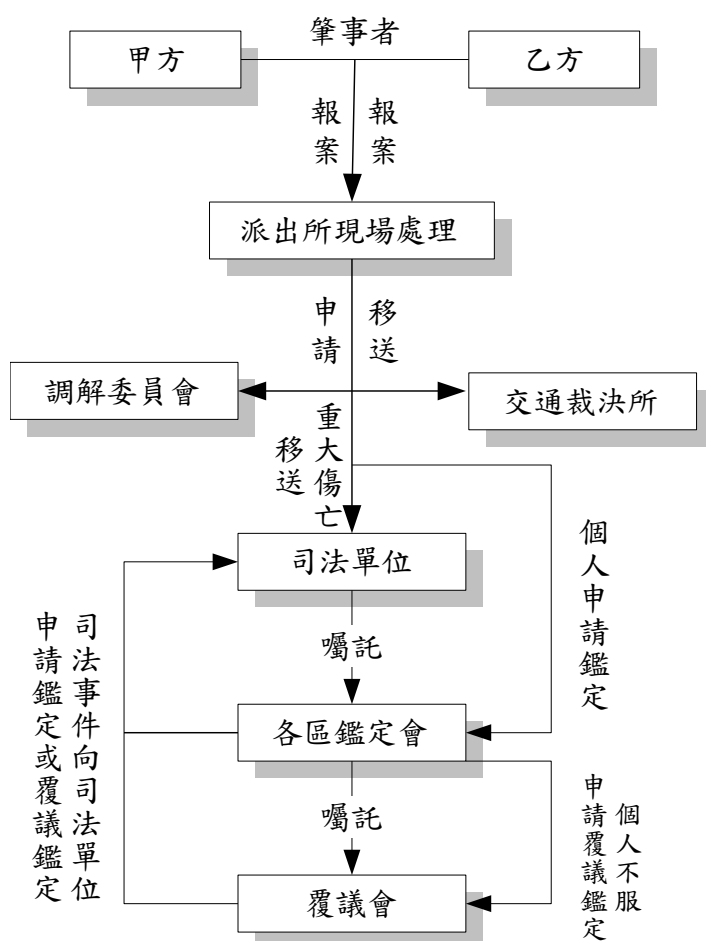 肇事者
甲方
乙方
報案
報案
派出所現場處理
申請
移送
調解委員會
交通裁決所
重大傷亡
移送
司法單位
個人申請鑑定
囑託
司法事件向司法單位
申請鑑定或覆議鑑定
各區鑑定會
囑託
個人不服
申請覆議鑑定
覆議會